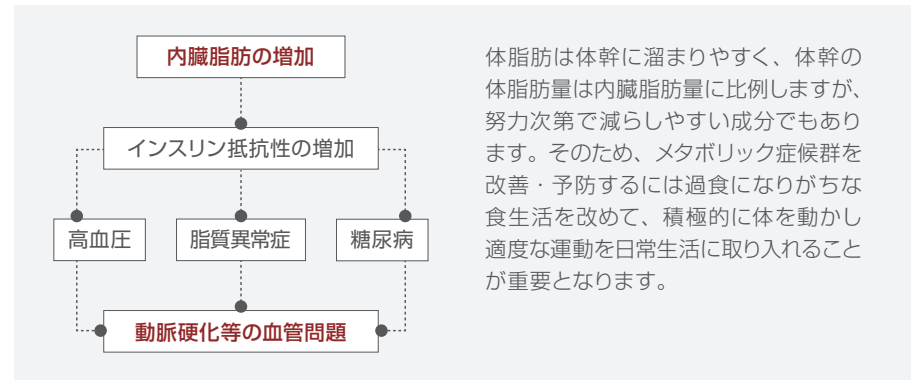 内臓脂肪の増加
インスリン抵抗性の増加
高血圧
脂質異常症
糖尿病
動脈硬化等の血管問題
体脂肪は体幹に溜まりやすく、体幹の
体脂肪量は内臓脂肪量に比例しますが、
努力次第で減らしやすい成分でもあり
ます。そのため、メタボリック症候群を
改善・予防するには過食になりがちな
食生活を改めて、積極的に体を動かし
適度な運動を日常生活に取り入れること
が重要となります。